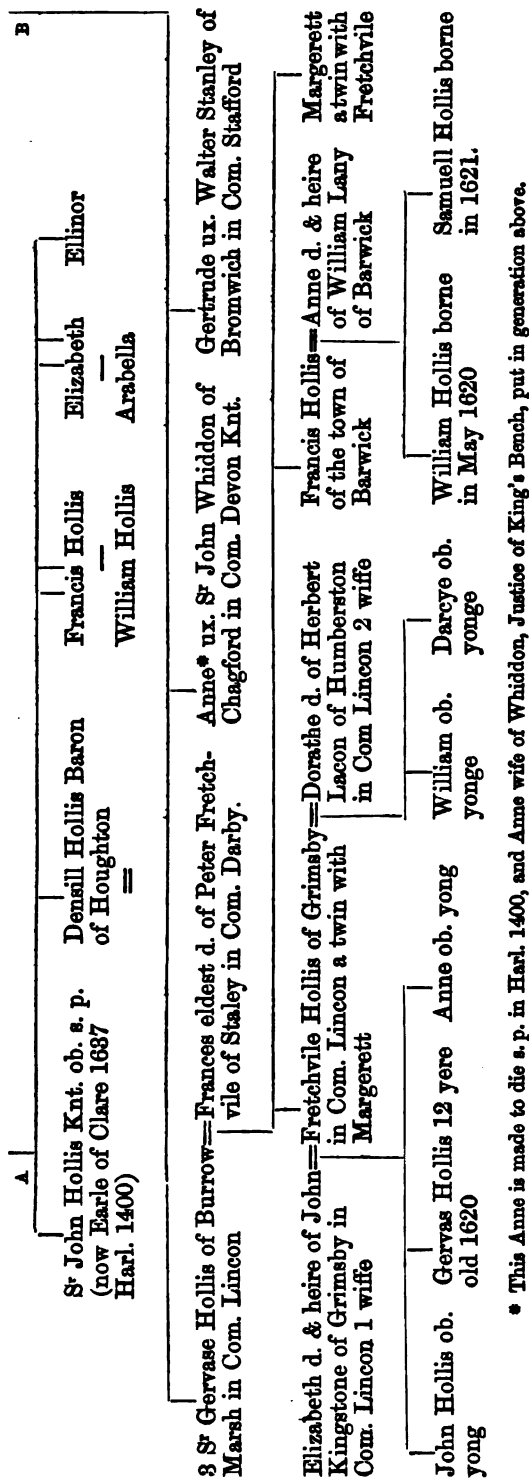 A
B
Sr John Hollis Knt. ob. s. p.
(now Earle of Clare 1637
Harl. 1400)
Densill Hollis Baron
of Houghton
=
Francis Hollis
—
William Hollis
Elizabeth
—
Arabella
Ellinor
3 Sr Gervase Hollis of Burrow=Frances eldest d. of Peter Fretch-
Marsh in Com. Lincon
vile of Staley in Com. Darby.
Anne* ux. Sr John Whiddon of
Chagford in Com. Devon Knt.
Gertrude ux. Walter Stanley of
Bromwich in Com. Stafford
Elizabeth d. & heire of John=Fretchvile Hollis of Grimsby=Dorathe d. of Herbert
Kingstone of Grimsby in
Com. Lincon 1 wiffe
in Com. Lincon a twin with
Margerett
Lacon of Humberston
in Com Lincon 2 wiffe
Francis Hollis=Anne d. & heire
of the town of
Barwick
of William Lany
of Barwick
Margerett
a twin with
Fretchvile
John Hollis ob.
yong
Gervas Hollis 12 yere
old 1620
Anne ob. yong
William ob.
yonge
Darcye ob.
yonge
William Hollis borne
in May 1620
Samuell Hollis borne
in 1621.
* This Anne is made to die s. p. in Harl. 1400, and Anne wife of Whiddon, Justice of King's Bench, put in generation above.